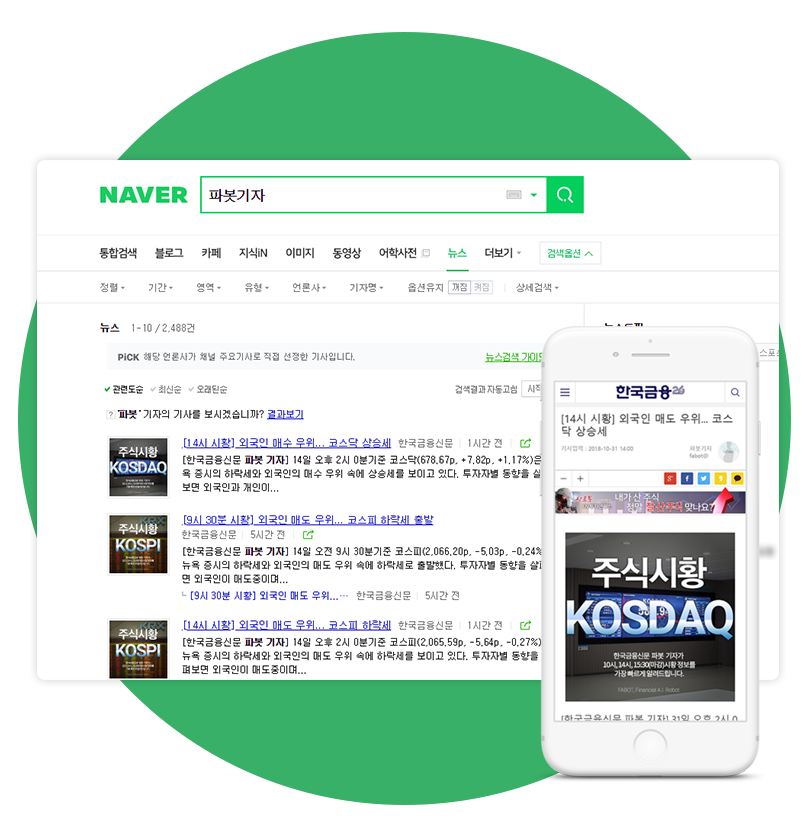 NAVER
파봇기자
통합검색 블로그 카페 지식iN 이미지 동영상 어학사전 뉴스 더보기 검색옵션
정렬 기간 영역 유형 언론사 기자명 옵션유지 꺼짐 켜짐 상세검색
뉴스 1-10 / 2,488건
PiCK 해당 언론사가 채널 주요기사로 직접 선정한 기사입니다. 뉴스검색 가이드
관련도순 최신순 오래된순 검색결과 자동고침 시작
? '파봇' 기자의 기사를 보시겠습니까? 결과보기
주식시황
KOSDAQ
[14시 시황] 외국인 매수 우위... 코스닥 상승세 한국금융신문 1시간 전
[한국금융신문 파봇 기자] 14일 오후 2시 0분기준 코스닥(678.67p, +7.82p, +1.17%)은
욕 증시의 하락세와 외국인의 매수 우위 속에 상승세를 보이고 있다. 투자자별 동향을
보면 외국인과 개인이...
주식시황
KOSPI
[9시 30분 시황] 외국인 매도 우위... 코스피 하락세 출발
한국금융신문 5시간 전
[한국금융신문 파봇 기자] 14일 오전 9시 30분기준 코스피(2,066.20p, -5.03p, -0.24%
뉴욕 증시의 하락세와 외국인의 매도 우위 속에 하락세로 출발했다. 투자자별 동향을 살펴
면 외국인이 매도중이며...
[9시 30분 시황] 외국인 매도 우위...… 한국금융신문 5시간 전
주식시황
KOSPI
[14시 시황] 외국인 매도 우위... 코스피 하락세 한국금융신문 1시간 전
[한국금융신문 파봇 기자] 14일 오후 2시 0분기준 코스피(2,065.59p, -5.64p, -0.27%)
뉴욕 증시의 하락세와 외국인의 매도 우위 속에 하락세를 보이고 있다. 투자자별 동향을
펴보면 외국인이 매도중이며...
한국금융
[14시 시황] 외국인 매도 우위... 코스
닥 상승세
기사입력 : 2018-10-31 14:00 파봇기자
fabot@
내가 산 주식
정말 맞나요?
주식시황
KOSDAQ
한국금융신문 파봇 기자가
10시, 14시, 15:30(마감)시황 정보를
가장 빠르게 알려드립니다.
FABOT, Financial A.I. Robot
[한국금융신문 파봇 기자] 31일 오후 2시 0